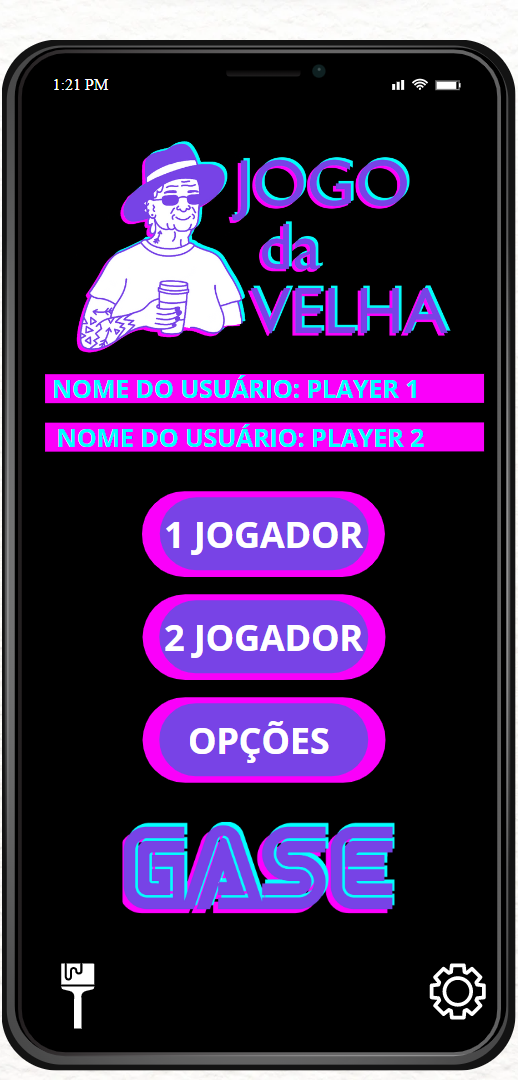 1:21 PM
JOGO
da
VELHA
NOME DO USUÁRIO: PLAYER 1
NOME DO USUÁRIO: PLAYER 2
1 JOGADOR
2 JOGADOR
OPÇÕES
GASE